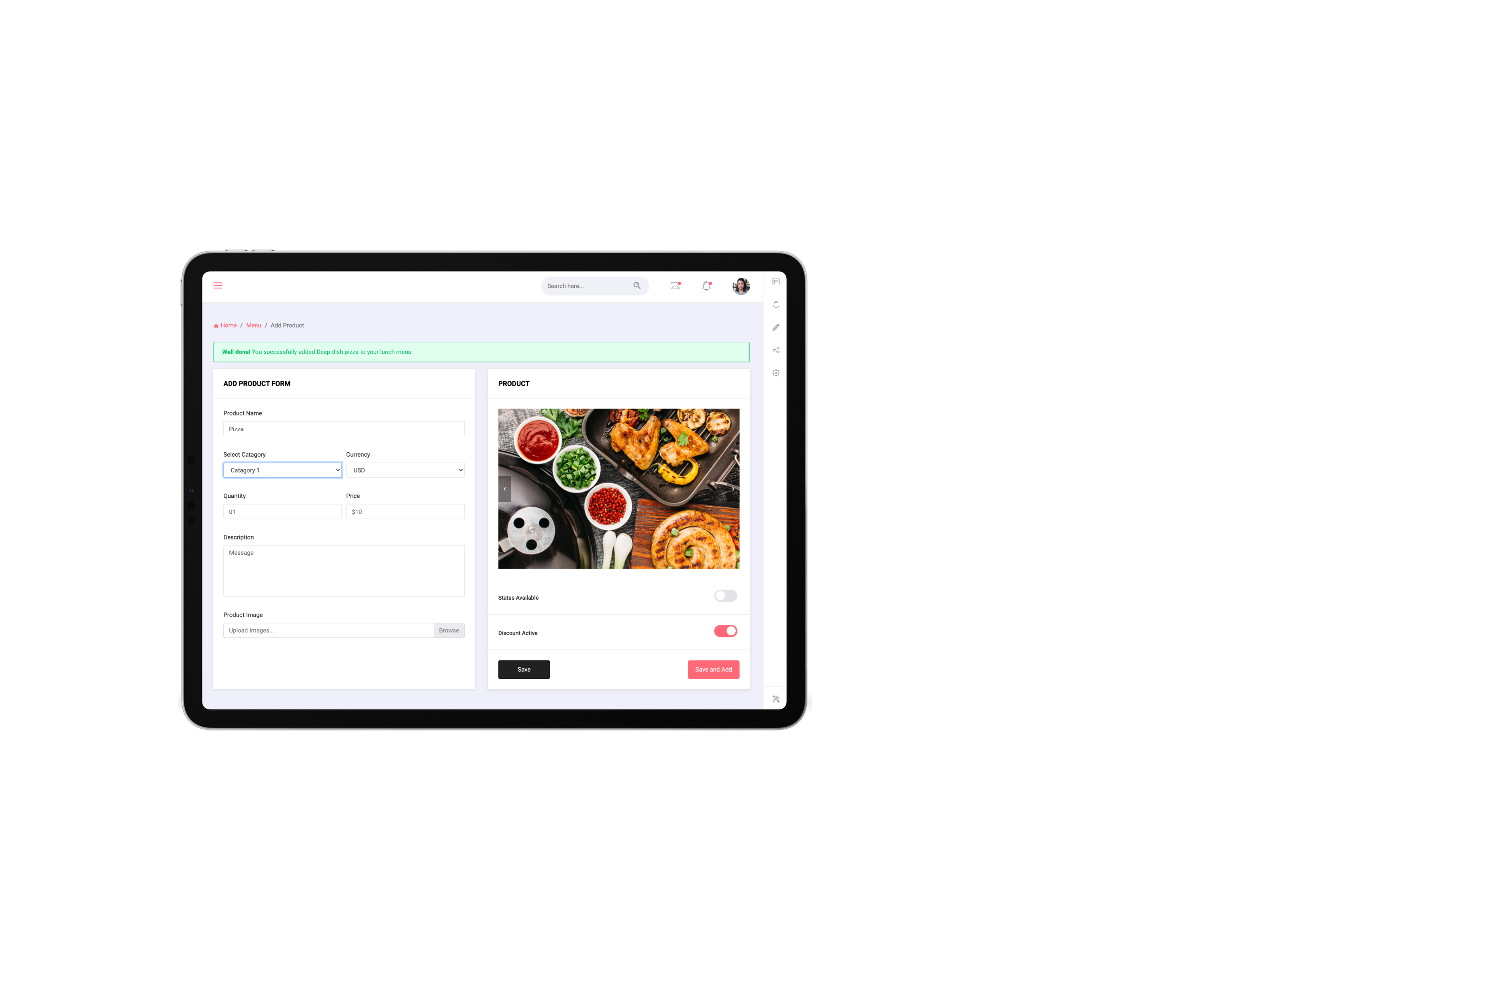 Search here...
Home / Menu / Add Product
Well done! You successfully added Deep dish pizza to your lunch menu
ADD PRODUCT FORM
Product Name
Pizza
Select Catagory
Currency
Catagory 1
USD
Quantity
Price
01
$10
Description
Message
Product Image
Upload Images...
Browse
PRODUCT
Status Available
Discount Active
Save
Save and Add